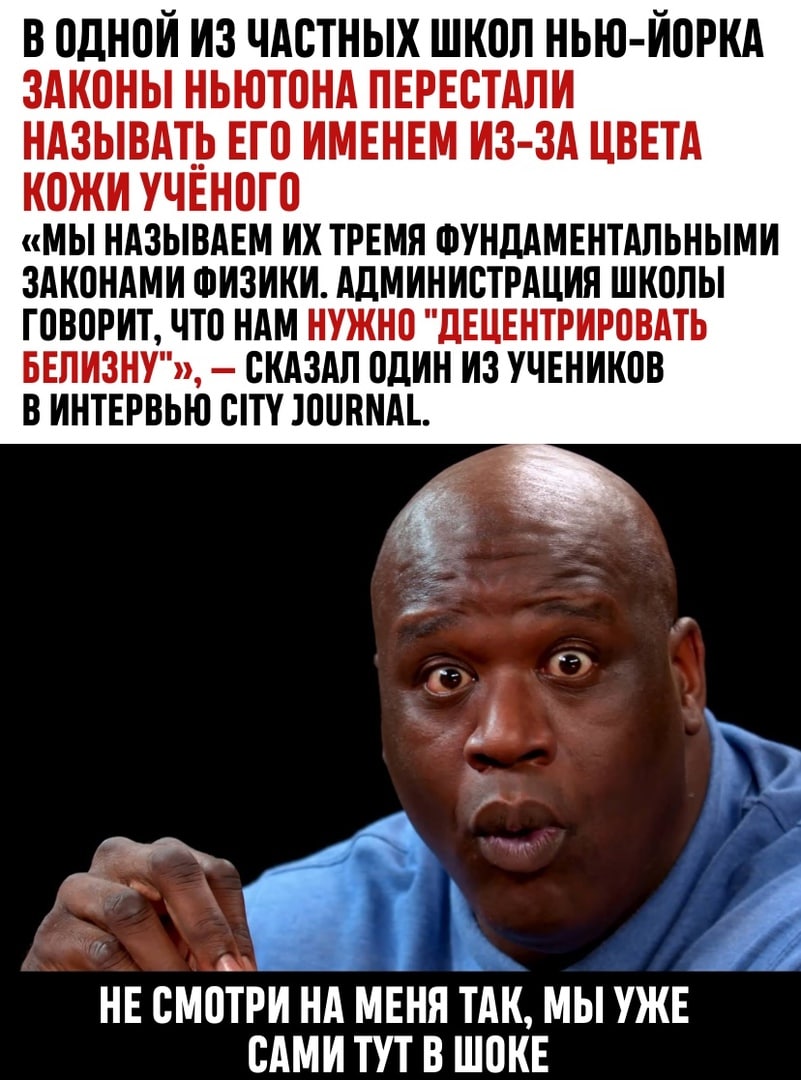 В ОДНОЙ ИЗ ЧАСТНЫХ ШКОЛ НЬЮ-ЙОРКА
ЗАКОНЫ НЬЮТОНА ПЕРЕСТАЛИ
НАЗЫВАТЬ ЕГО ИМЕНЕМ ИЗ-ЗА ЦВЕТА
КОЖИ УЧЁНОГО
«МЫ НАЗЫВАЕМ ИХ ТРЕМЯ ФУНДАМЕНТАЛЬНЫМИ
ЗАКОНАМИ ФИЗИКИ. АДМИНИСТРАЦИЯ ШКОЛЫ
ГОВОРИТ, ЧТО НАМ НУЖНО "ДЕЦЕНТРИРОВАТЬ
БЕЛИЗНУ"», – СКАЗАЛ ОДИН ИЗ УЧЕНИКОВ
В ИНТЕРВЬЮ CITY JOURNAL.
НЕ СМОТРИ НА МЕНЯ ТАК, МЫ УЖЕ
САМИ ТУТ В ШОКЕ